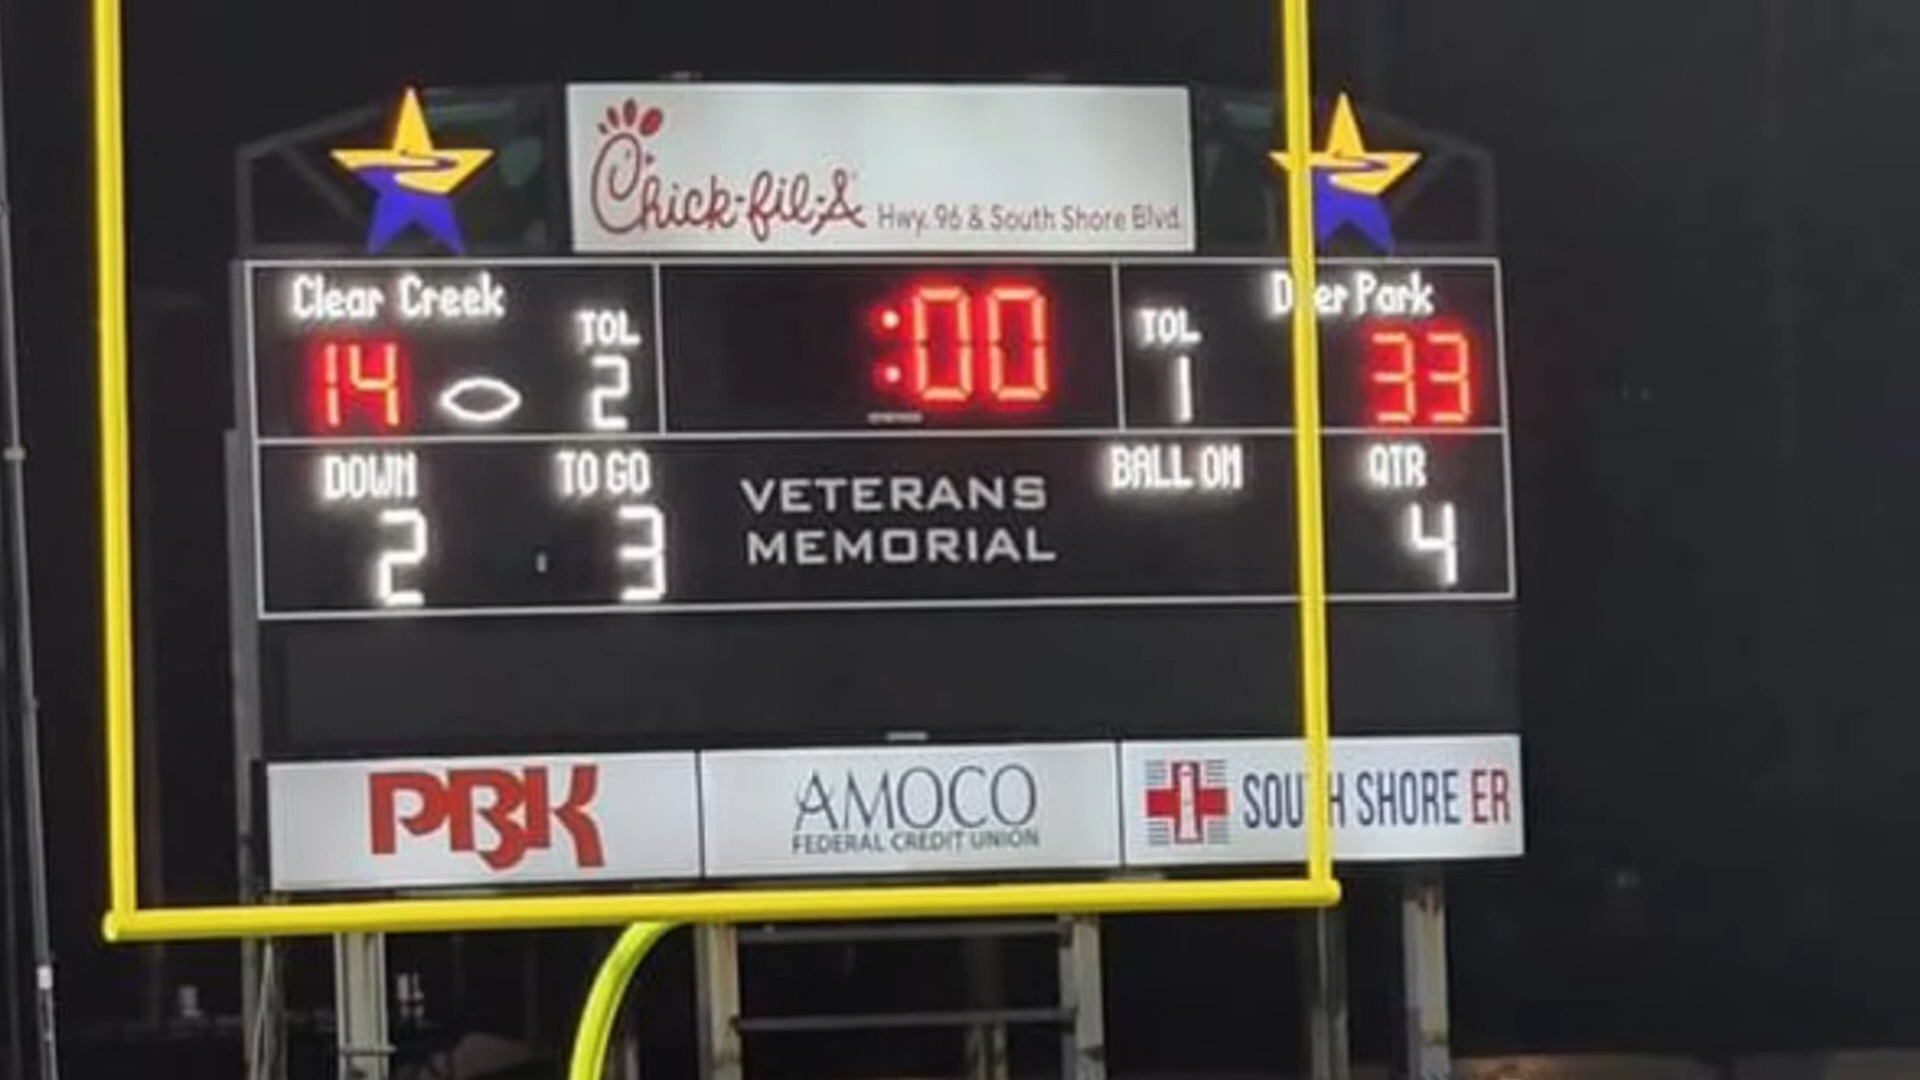 Chick-fil-A Hwy. 96 & South Shore Blvd.
Clear Creek
TOL
14
2
:00
TOL
1
Park
33
DOWN
2
TO GO
3
VETERANS
MEMORIAL
BALL ON
QTR
4
PBK
AMOCO
FEDERAL CREDIT UNION
SHORE ER